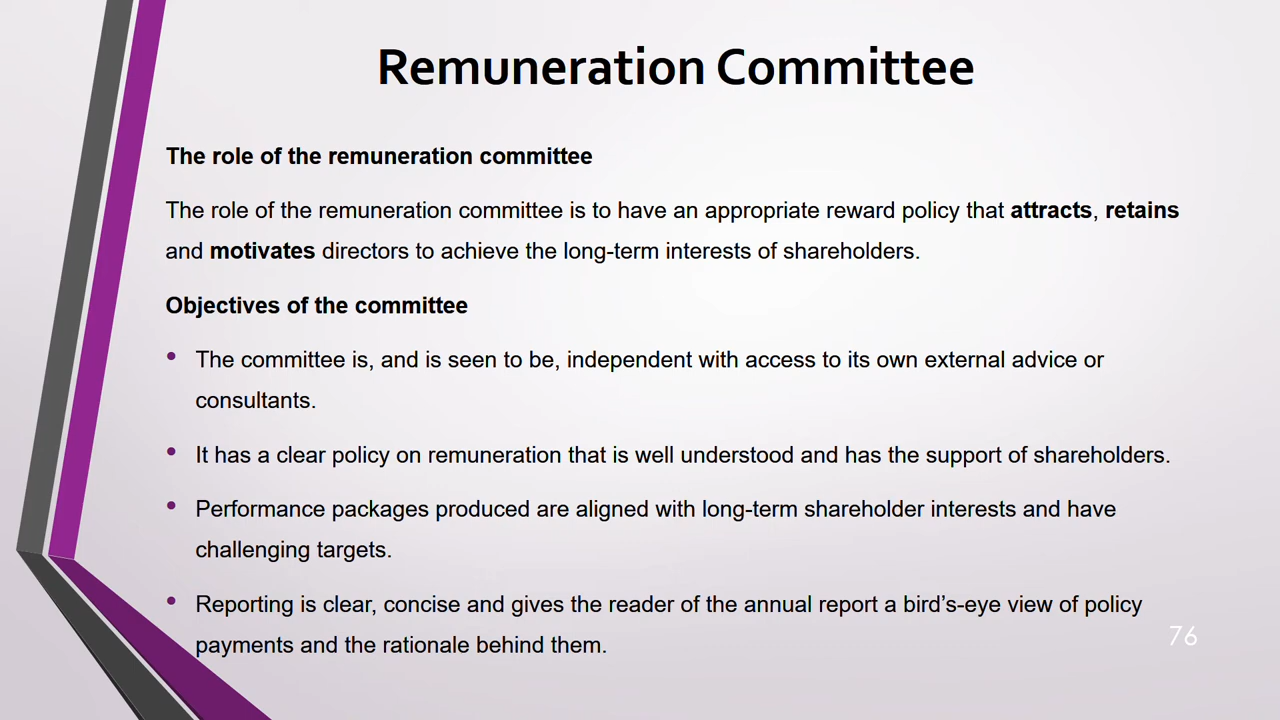 Remuneration Committee
The role of the remuneration committee
The role of the remuneration committee is to have an appropriate reward policy that attracts, retains
and motivates directors to achieve the long-term interests of shareholders.
Objectives of the committee
• The committee is, and is seen to be, independent with access to its own external advice or
consultants.
• It has a clear policy on remuneration that is well understood and has the support of shareholders.
• Performance packages produced are aligned with long-term shareholder interests and have
challenging targets.
• Reporting is clear, concise and gives the reader of the annual report a bird’s-eye view of policy
payments and the rationale behind them.
76